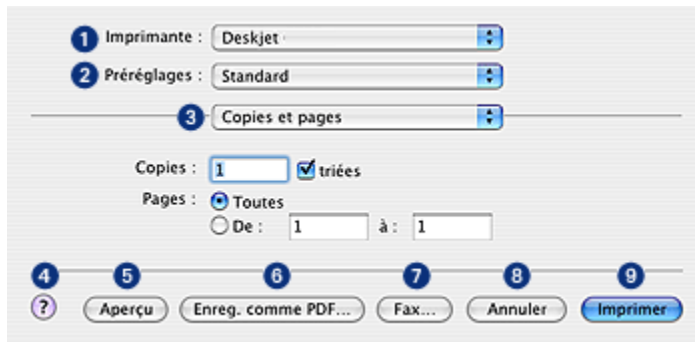 1 Imprimante : Deskjet
2 Préréglages : Standard
3 Copies et pages
Copies : 1 triées
Pages : Toutes
De : 1 à : 1
4 5 6 7 8 9
? Aperçu Enreg. comme PDF... Fax... Annuler Imprimer